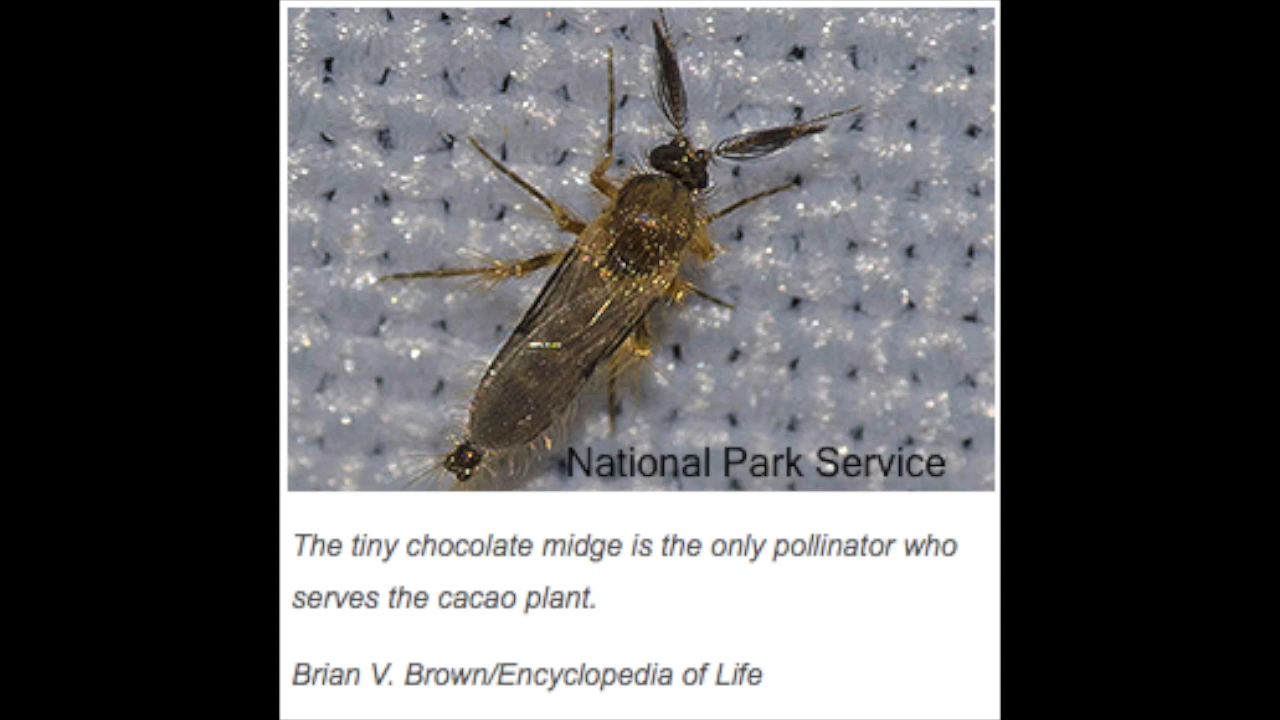 National Park Service
The tiny chocolate midge is the only pollinator who
serves the cacao plant.
Brian V. Brown/Encyclopedia of Life